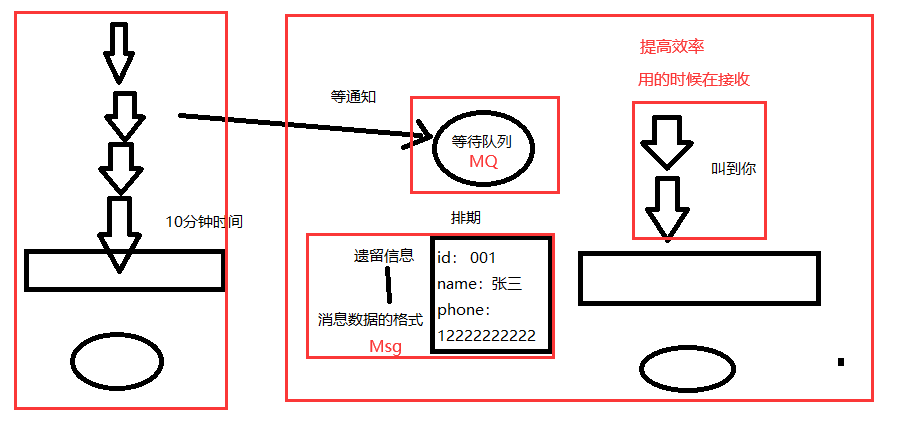 提高效率
用的时候在接收
等通知
等待队列
MQ
叫到你
10分钟时间
排期
遗留信息
消息数据的格式
Msg
id： 001
name：张三
phone：
12222222222